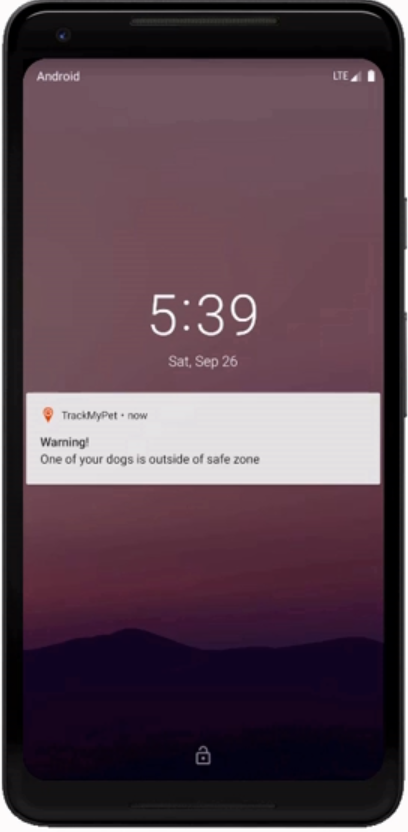 Android
LTE
5:39
Sat, Sep 26
TrackMyPet • now
Warning!
One of your dogs is outside of safe zone